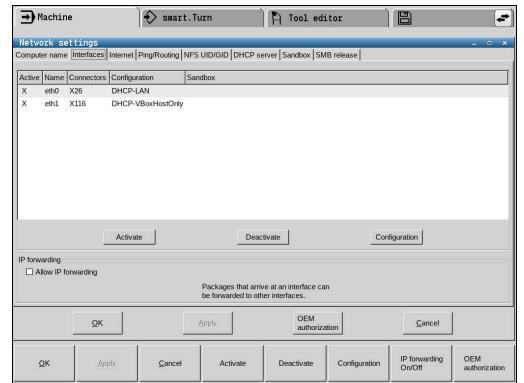 Machine
smart.Turn
Tool editor
Network settings
Computer name Interfaces Internet Ping/Routing NFS UID/GID DHCP server Sandbox SMB release
Active Name Connectors Configuration Sandbox
X eth0 X26 DHCP-LAN
X eth1 X116 DHCP-VBoxHostOnly
Activate Deactivate Configuration
IP forwarding
Allow IP forwarding
Packages that arrive at an interface can
be forwarded to other interfaces.
OK Apply OEM authorization Cancel
OK Apply Cancel Activate Deactivate Configuration IP forwarding On/Off OEM authorization